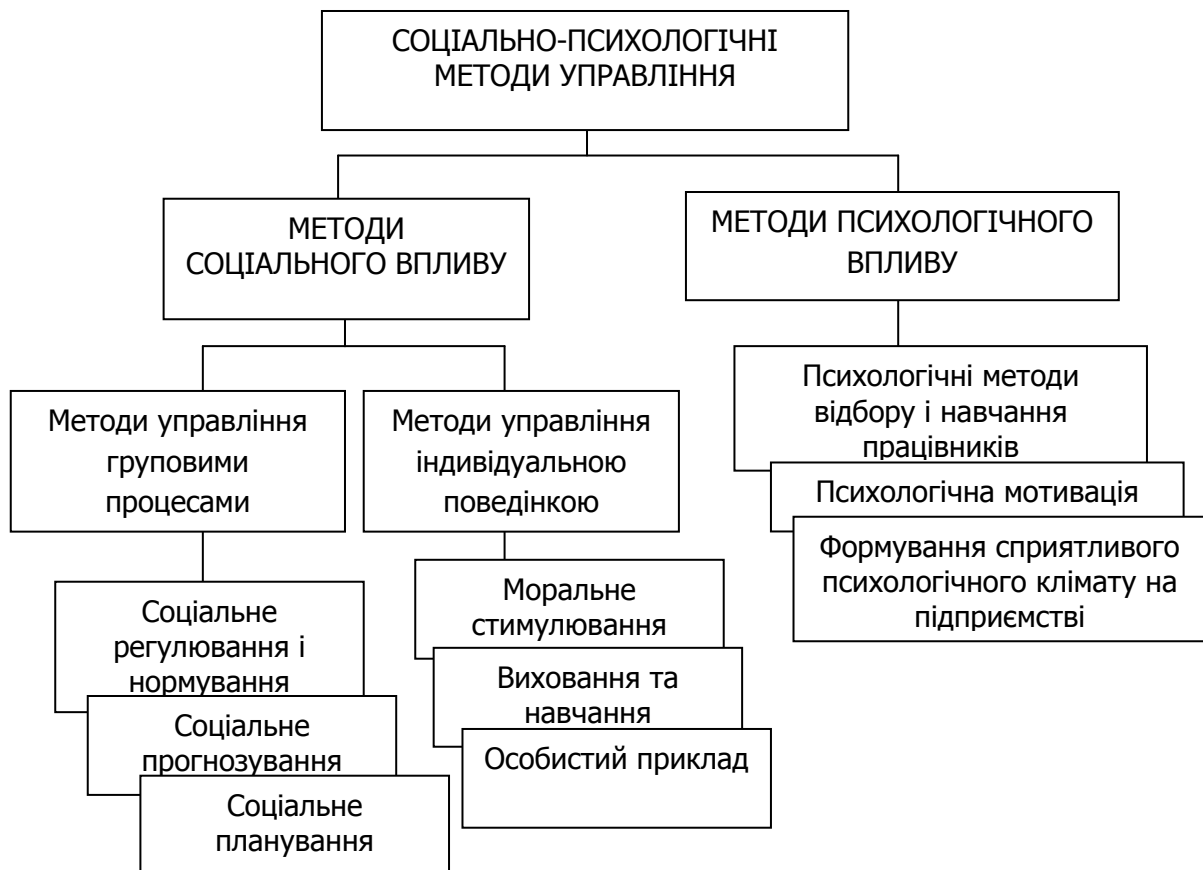 СОЦІАЛЬНО-ПСИХОЛОГІЧНІ
МЕТОДИ УПРАВЛІННЯ
МЕТОДИ
СОЦІАЛЬНОГО ВПЛИВУ
МЕТОДИ ПСИХОЛОГІЧНОГО
ВПЛИВУ
Методи управління
груповими
процесами
Методи управління
індивідуальною
поведінкою
Психологічні методи
відбору і навчання
працівників
Психологічна мотивація
Формування сприятливого
психологічного клімату на
підприємстві
Соціальне
регулювання і
нормування
Соціальне
прогнозування
Соціальне
планування
Моральне
стимулювання
Виховання та
навчання
Особистий приклад